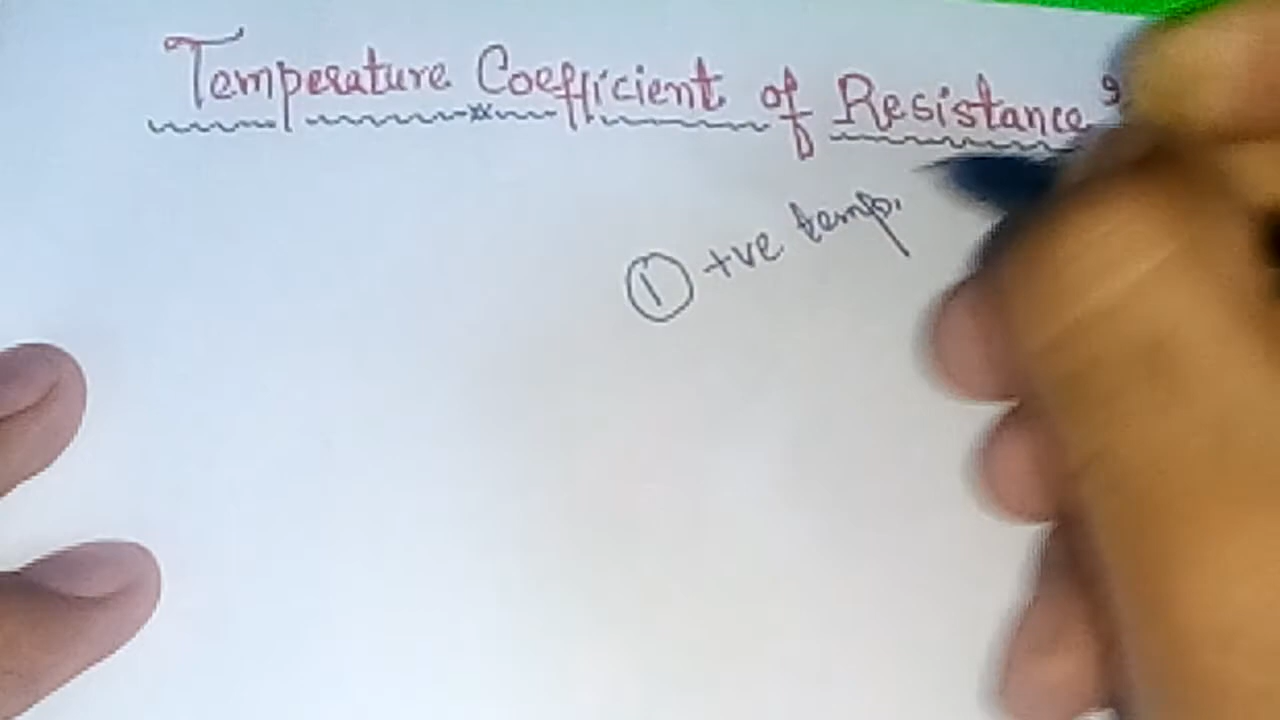 Temperature Coefficient of Resistance
① +ve temp.